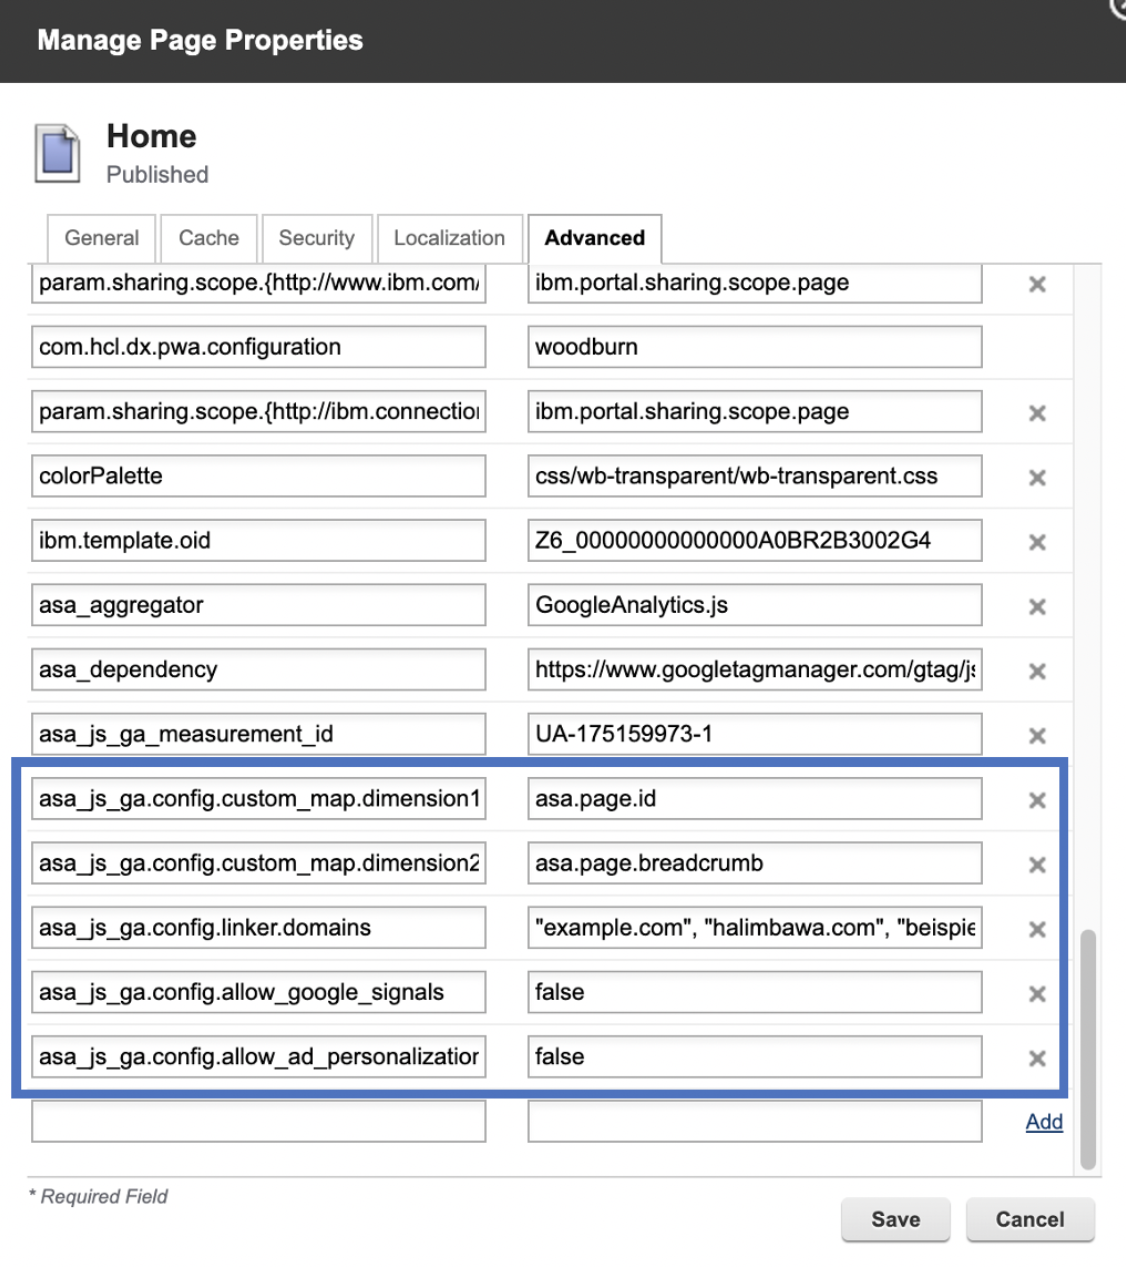 Manage Page Properties
Home
Published
General Cache Security Localization Advanced
param.sharing.scope.{http://www.ibm.com/ ibm.portal.sharing.scope.page
com.hcl.dx.pwa.configuration woodburn
param.sharing.scope.{http://ibm.connection ibm.portal.sharing.scope.page
colorPalette css/wb-transparent/wb-transparent.css
ibm.template.oid Z6_00000000000000A0BR2B3002G4
asa_aggregator GoogleAnalytics.js
asa_dependency https://www.googletagmanager.com/gtag/js
asa_js_ga_measurement_id UA-175159973-1
asa_js_ga.config.custom_map.dimension1 asa.page.id
asa_js_ga.config.custom_map.dimension2 asa.page.breadcrumb
asa_js_ga.config.linker.domains "example.com", "halimbawa.com", "beispie
asa_js_ga.config.allow_google_signals false
asa_js_ga.config.allow_ad_personalization false
Add
* Required Field
Save Cancel